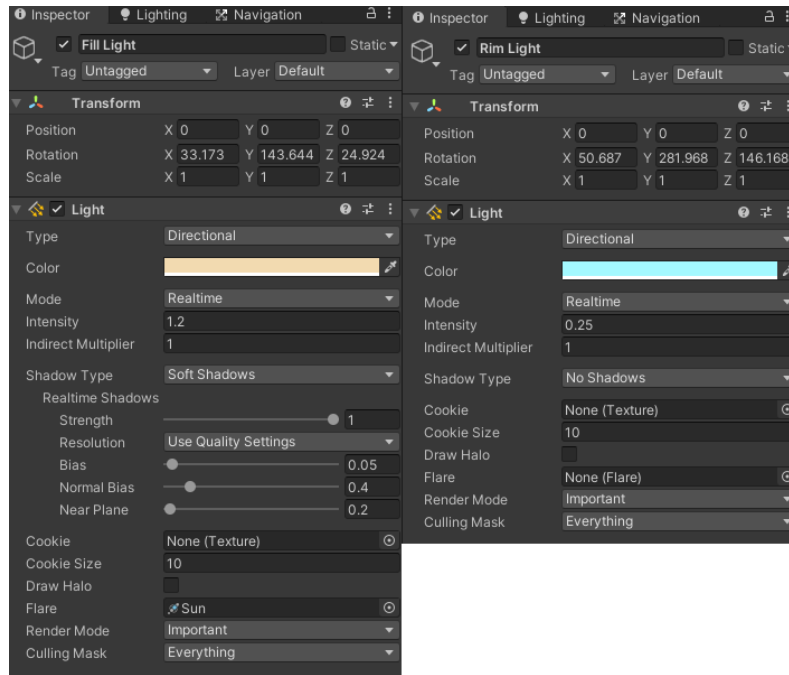 Inspector Lighting Navigation
Fill Light Static
Tag Untagged Layer Default
Transform
Position X 0 Y 0 Z 0
Rotation X 33.173 Y 143.644 Z 24.924
Scale X 1 Y 1 Z 1
Light
Type Directional
Color
Mode Realtime
Intensity 1.2
Indirect Multiplier 1
Shadow Type Soft Shadows
Realtime Shadows
Strength 1
Resolution Use Quality Settings
Bias 0.05
Normal Bias 0.4
Near Plane 0.2
Cookie None (Texture)
Cookie Size 10
Draw Halo
Flare Sun
Render Mode Important
Culling Mask Everything
Inspector Lighting Navigation
Rim Light Static
Tag Untagged Layer Default
Transform
Position X 0 Y 0 Z 0
Rotation X 50.687 Y 281.968 Z 146.168
Scale X 1 Y 1 Z 1
Light
Type Directional
Color
Mode Realtime
Intensity 0.25
Indirect Multiplier 1
Shadow Type No Shadows
Cookie None (Texture)
Cookie Size 10
Draw Halo
Flare None (Flare)
Render Mode Important
Culling Mask Everything